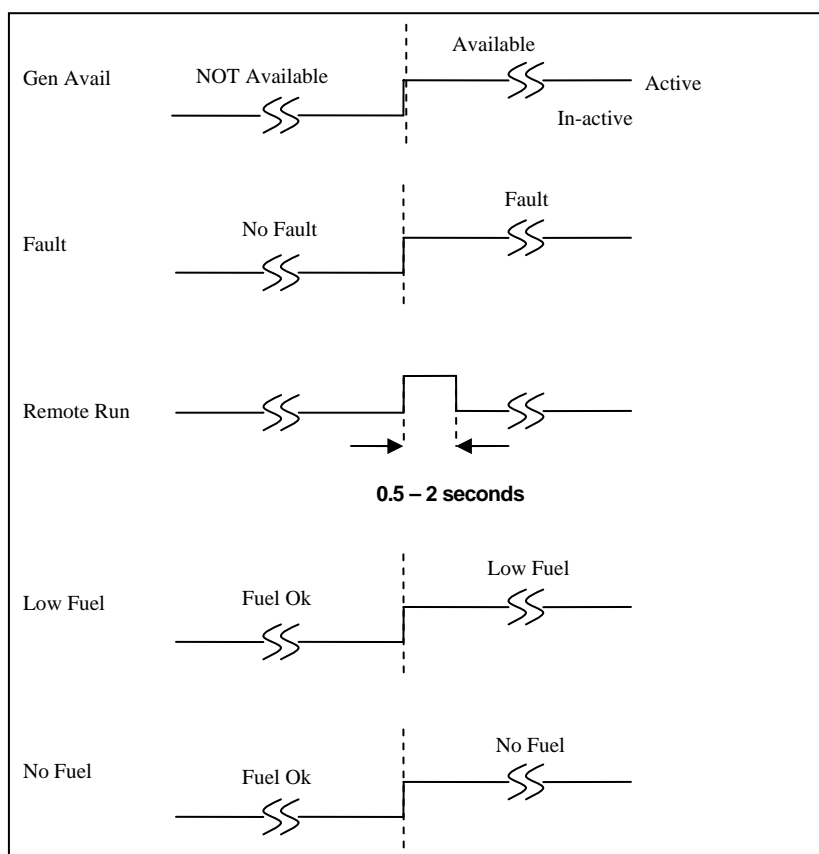 Available
Gen Avail
NOT Available
Active
In-active
Fault
No Fault
Fault
Remote Run
0.5 – 2 seconds
Low Fuel
Fuel Ok
Low Fuel
No Fuel
No Fuel
Fuel Ok